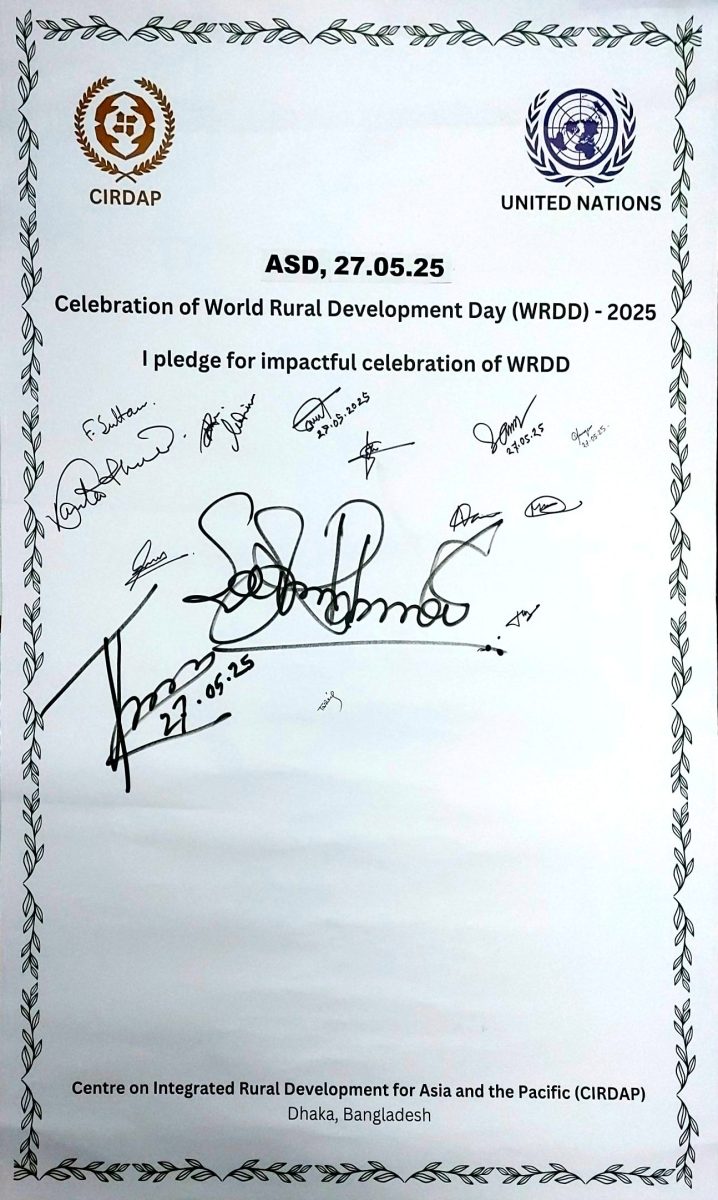 CIRDAP
UNITED NATIONS
ASD, 27.05.25
Celebration of World Rural Development Day (WRDD) - 2025
I pledge for impactful celebration of WRDD
F. Sultan
27.05.2025
27.05.25
27.05.25
27.05.25
Centre on Integrated Rural Development for Asia and the Pacific (CIRDAP)
Dhaka, Bangladesh